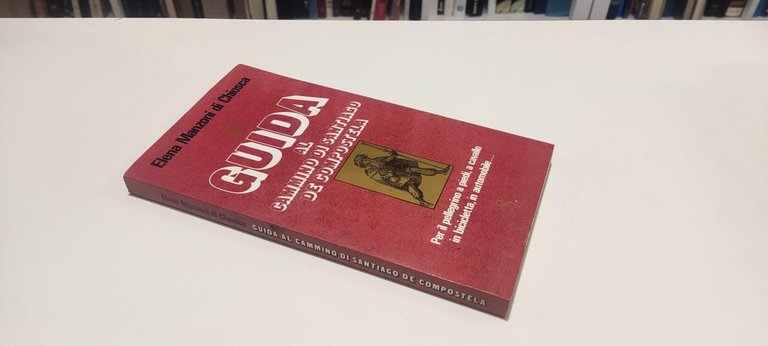 Elena Manzoni di Chiosca
GUIDA
AL
CAMMINO DI SANTIAGO
DE COMPOSTELA
Per il pellegrino a piedi, a cavallo
in bicicletta, in automobile...
Elena Manzoni di Chiosca GUIDA AL CAMMINO DI SANTIAGO DE COMPOSTELA